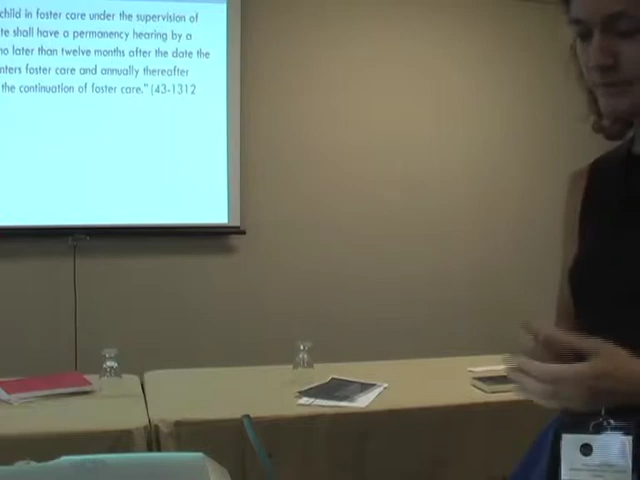 child in foster care under the supervision of
te shall have a permanency hearing by a
no later than twelve months after the date the
nters foster care and annually thereafter
the continuation of foster care." (43-1312